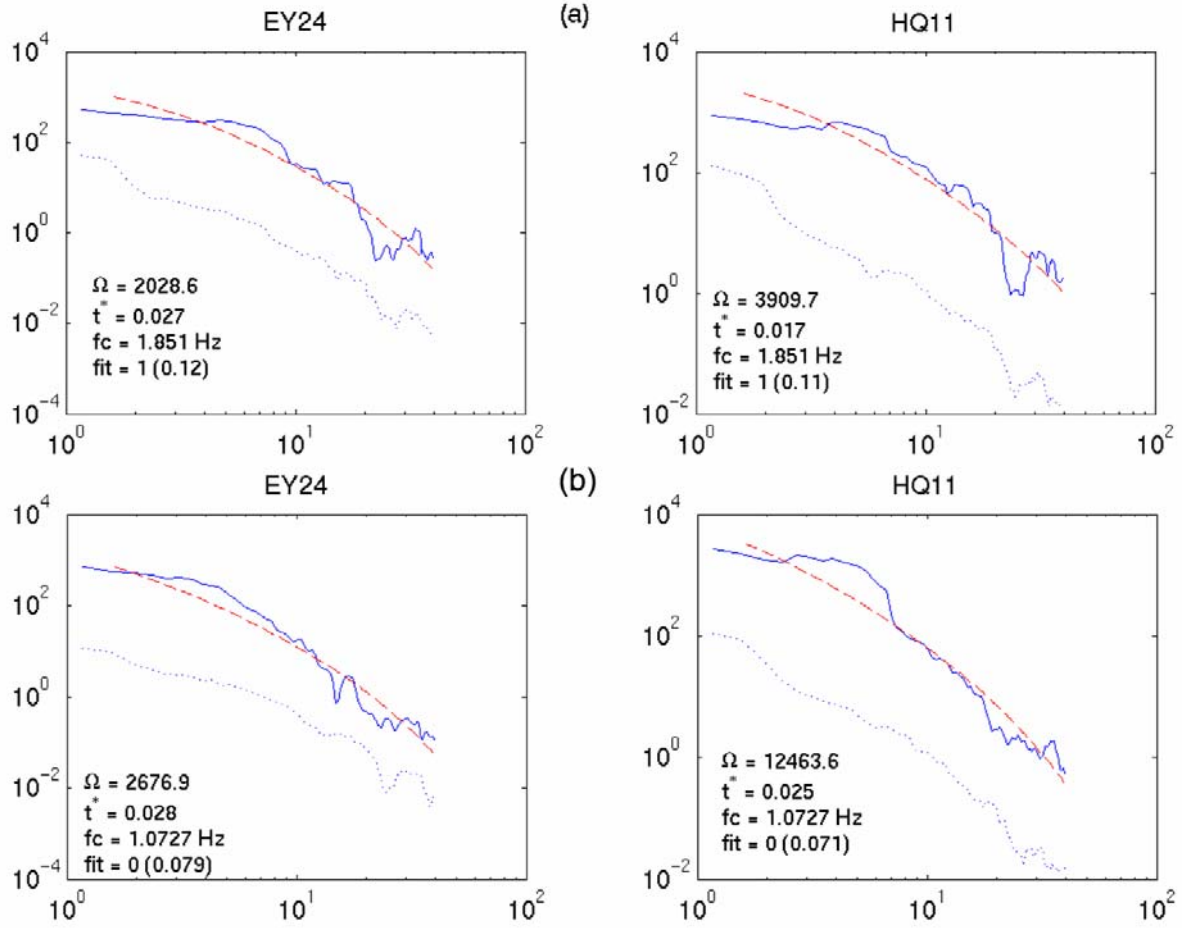 EY24
(a)
HQ11
10^4
10^2
10^0
10^-2
10^-4
Ω = 2028.6
t* = 0.027
fc = 1.851 Hz
fit = 1 (0.12)
10^0
10^1
10^2
10^4
10^2
10^0
10^-2
Ω = 3909.7
t* = 0.017
fc = 1.851 Hz
fit = 1 (0.11)
10^0
10^1
10^2
EY24
(b)
HQ11
10^4
10^2
10^0
10^-2
10^-4
Ω = 2676.9
t* = 0.028
fc = 1.0727 Hz
fit = 0 (0.079)
10^0
10^1
10^2
10^4
10^2
10^0
10^-2
Ω = 12463.6
t* = 0.025
fc = 1.0727 Hz
fit = 0 (0.071)
10^0
10^1
10^2